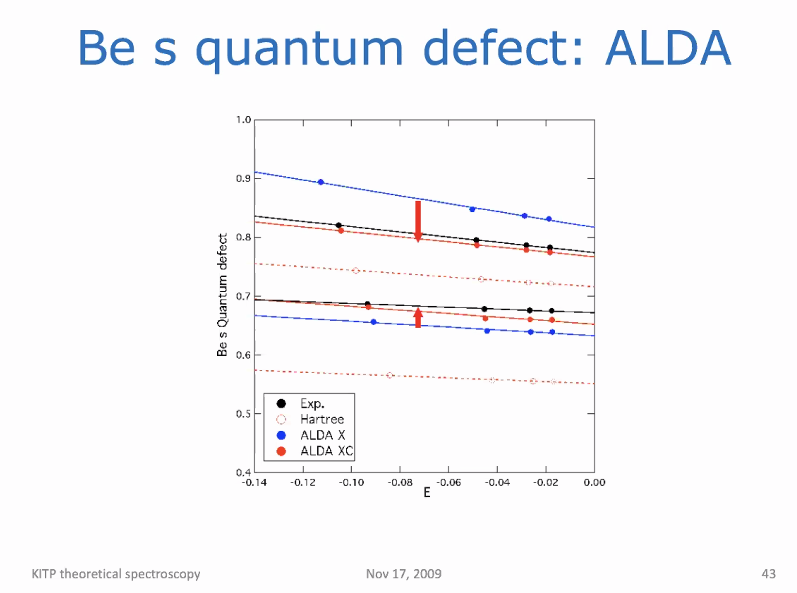 Be s quantum defect: ALDA
1.0
0.9
0.8
0.7
0.6
0.5
0.4
Be s Quantum defect
Exp.
Hartree
ALDA X
ALDA XC
-0.14 -0.12 -0.10 -0.08 -0.06 -0.04 -0.02 0.00
E
KITP theoretical spectroscopy Nov 17, 2009 43